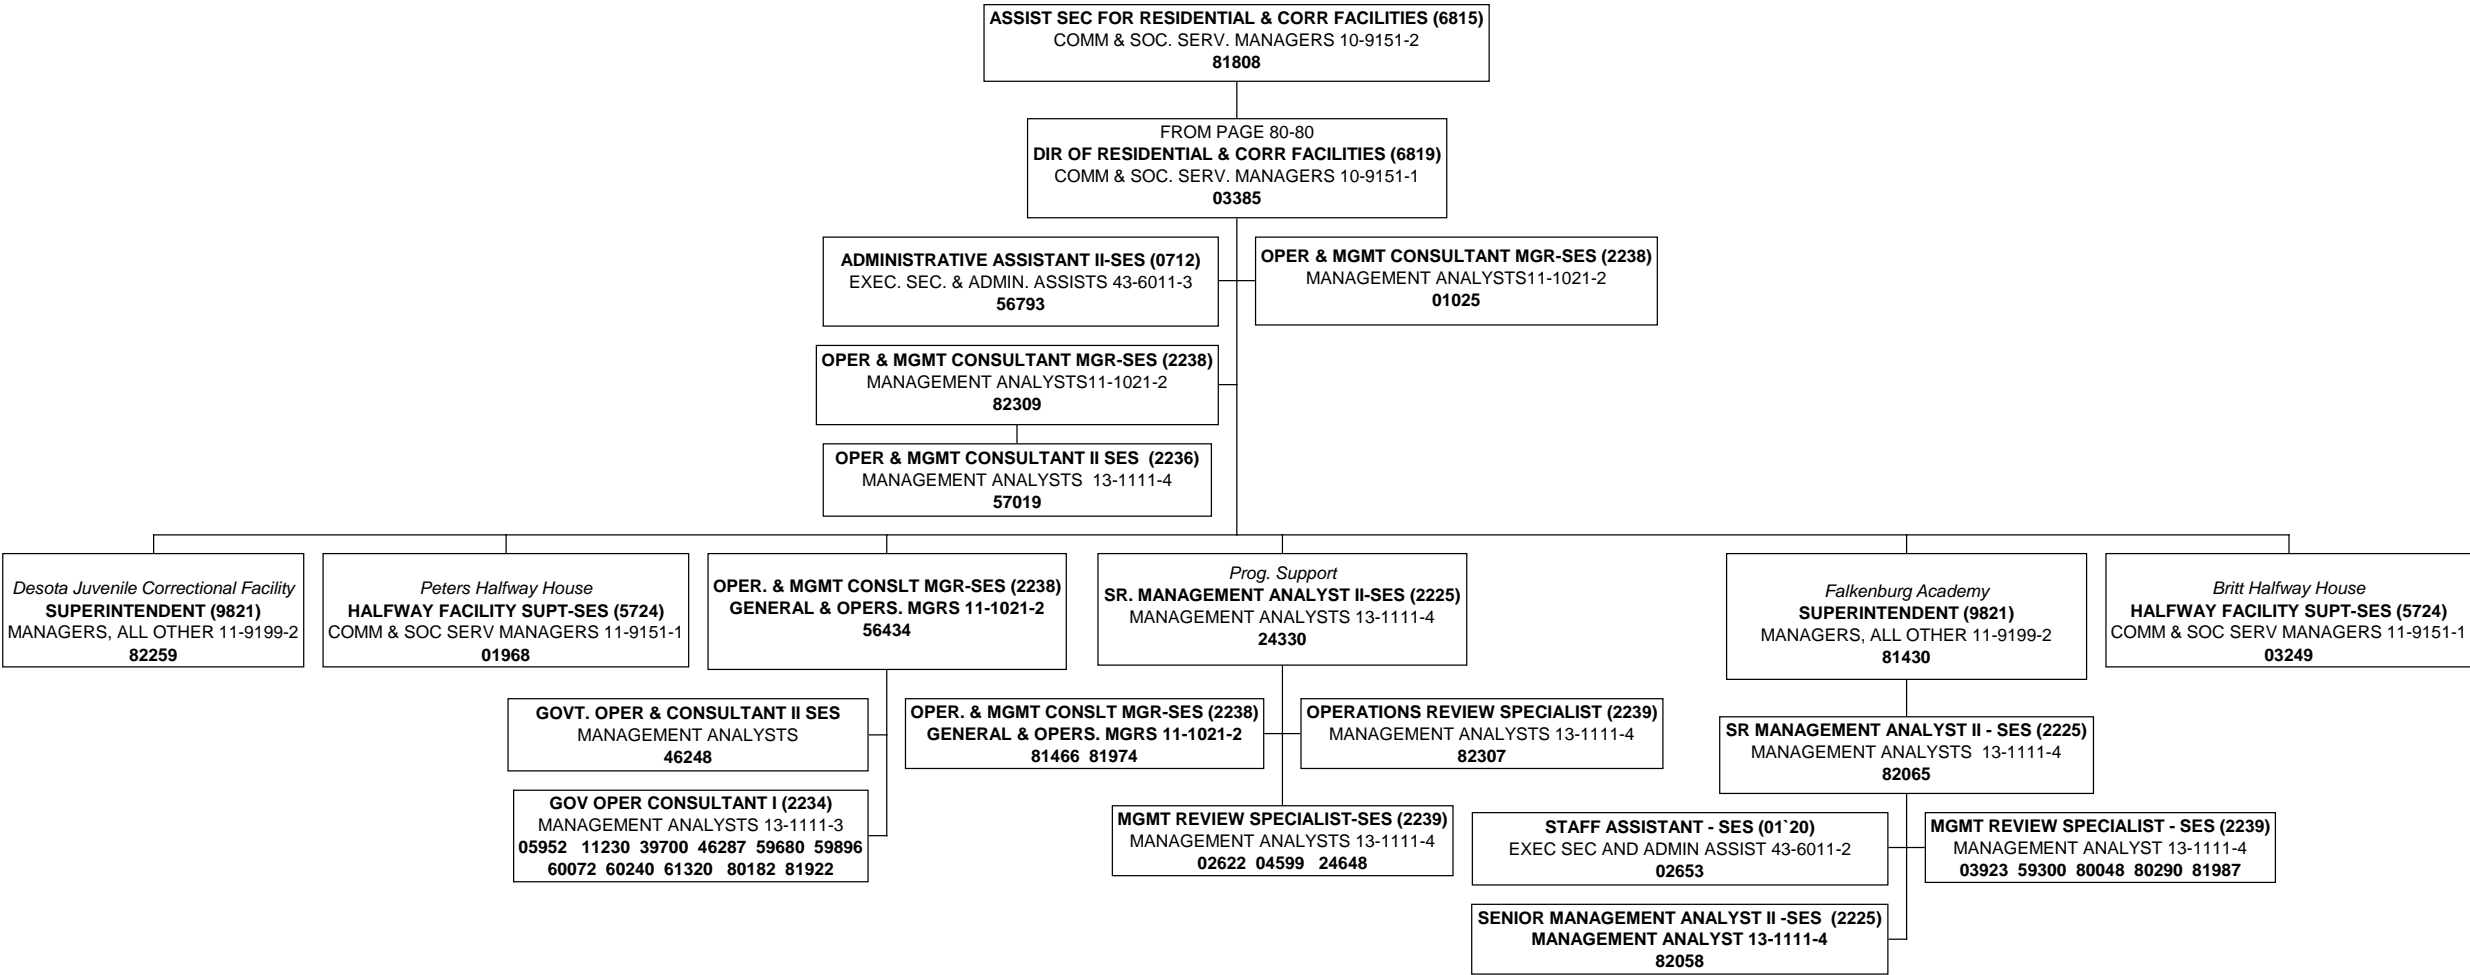 ASSIST SEC FOR RESIDENTIAL & CORR FACILITIES (6815)
COMM & SOC. SERV. MANAGERS 10-9151-2
81808
FROM PAGE 80-80
DIR OF RESIDENTIAL & CORR FACILITIES (6819)
COMM & SOC. SERV. MANAGERS 10-9151-1
03385
ADMINISTRATIVE ASSISTANT II-SES (0712)
EXEC. SEC. & ADMIN. ASSISTS 43-6011-3
56793
OPER & MGMT CONSULTANT MGR-SES (2238)
MANAGEMENT ANALYSTS11-1021-2
01025
OPER & MGMT CONSULTANT MGR-SES (2238)
MANAGEMENT ANALYSTS11-1021-2
82309
OPER & MGMT CONSULTANT II SES (2236)
MANAGEMENT ANALYSTS 13-1111-4
57019
Desota Juvenile Correctional Facility
SUPERINTENDENT (9821)
MANAGERS, ALL OTHER 11-9199-2
82259
Peters Halfway House
HALFWAY FACILITY SUPT-SES (5724)
COMM & SOC SERV MANAGERS 11-9151-1
01968
OPER. & MGMT CONSLT MGR-SES (2238)
GENERAL & OPERS. MGRS 11-1021-2
56434
Prog. Support
SR. MANAGEMENT ANALYST II-SES (2225)
MANAGEMENT ANALYSTS 13-1111-4
24330
Falkenburg Academy
SUPERINTENDENT (9821)
MANAGERS, ALL OTHER 11-9199-2
81430
Britt Halfway House
HALFWAY FACILITY SUPT-SES (5724)
COMM & SOC SERV MANAGERS 11-9151-1
03249
GOVT. OPER & CONSULTANT II SES
MANAGEMENT ANALYSTS
46248
OPER. & MGMT CONSLT MGR-SES (2238)
GENERAL & OPERS. MGRS 11-1021-2
81466 81974
OPERATIONS REVIEW SPECIALIST (2239)
MANAGEMENT ANALYSTS 13-1111-4
82307
SR MANAGEMENT ANALYST II - SES (2225)
MANAGEMENT ANALYSTS 13-1111-4
82065
GOV OPER CONSULTANT I (2234)
MANAGEMENT ANALYSTS 13-1111-3
05952 11230 39700 46287 59680 59896
60072 60240 61320 80182 81922
MGMT REVIEW SPECIALIST-SES (2239)
MANAGEMENT ANALYSTS 13-1111-4
02622 04599 24648
STAFF ASSISTANT - SES (01`20)
EXEC SEC AND ADMIN ASSIST 43-6011-2
02653
MGMT REVIEW SPECIALIST - SES (2239)
MANAGEMENT ANALYST 13-1111-4
03923 59300 80048 80290 81987
SENIOR MANAGEMENT ANALYST II -SES (2225)
MANAGEMENT ANALYST 13-1111-4
82058